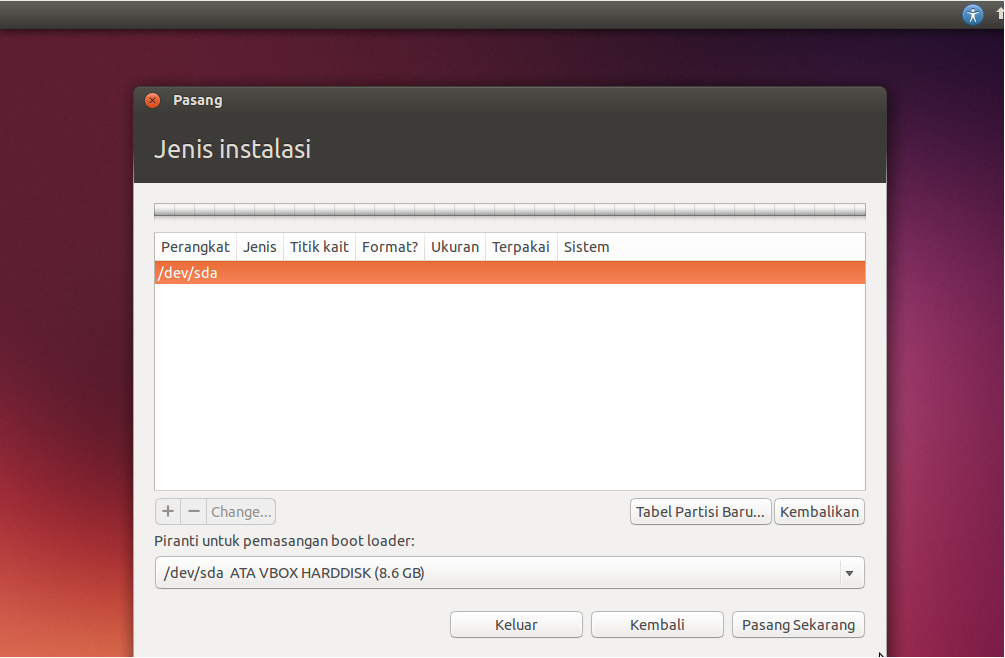 Pasang
Jenis instalasi
Perangkat Jenis Titik kait Format? Ukuran Terpakai Sistem
/dev/sda
+ − Change... Tabel Partisi Baru... Kembalikan
Piranti untuk pemasangan boot loader:
/dev/sda ATA VBOX HARDDISK (8.6 GB)
Keluar Kembali Pasang Sekarang